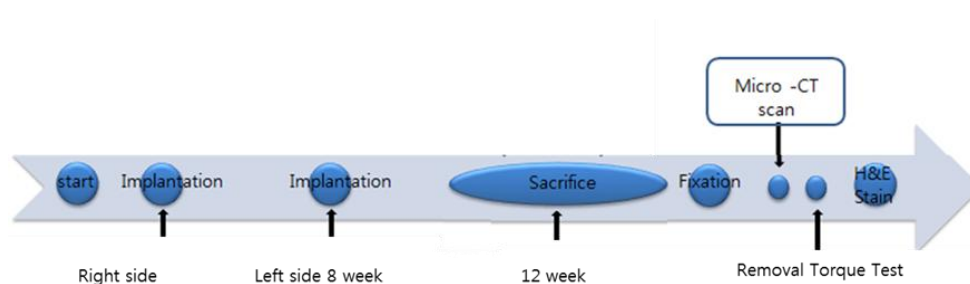 Micro -CT
scan
start
Implantation
Implantation
Sacrifice
Fixation
H&E
Stain
Right side
Left side 8 week
12 week
Removal Torque Test